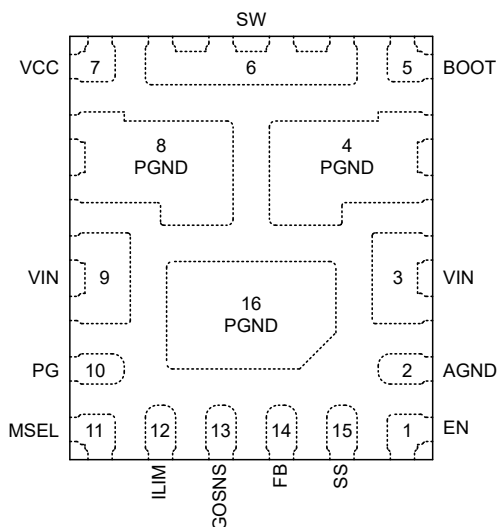 SW
VCC 7 6 5 BOOT
8 4
PGND PGND
VIN 9 3 VIN
16
PGND
PG 10 2 AGND
MSEL 11 12 13 14 15 1 EN
ILIM GOSNS FB SS